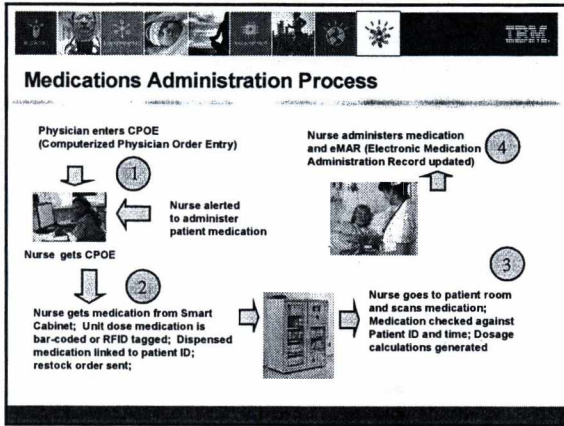 IBM
Medications Administration Process
Physician enters CPOE
(Computerized Physician Order Entry)
1
Nurse alerted
to administer
patient medication
Nurse gets CPOE
2
Nurse gets medication from Smart
Cabinet; Unit dose medication is
bar-coded or RFID tagged; Dispensed
medication linked to patient ID;
restock order sent;
3
Nurse goes to patient room
and scans medication;
Medication checked against
Patient ID and time; Dosage
calculations generated
4
Nurse administers medication
and eMAR (Electronic Medication
Administration Record updated)